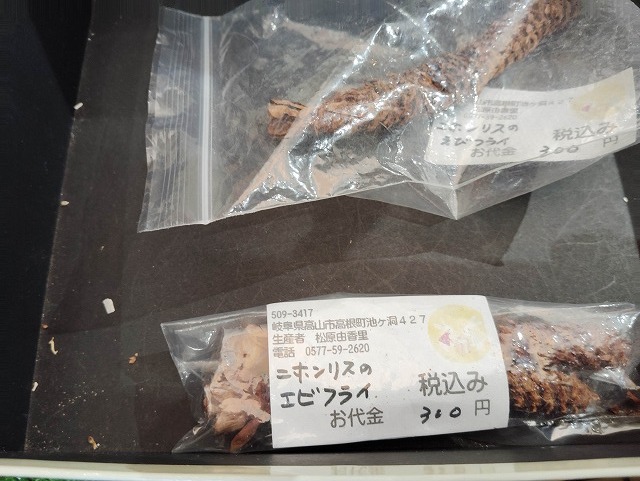 ニホンリスの
えびフライ
税込み
お代金 300 円
509-3417
岐阜県高山市高根町池ヶ洞427
生産者 松原由香里
電話 0577-59-2620
ニホンリスの
エビフライ
税込み
お代金 300 円